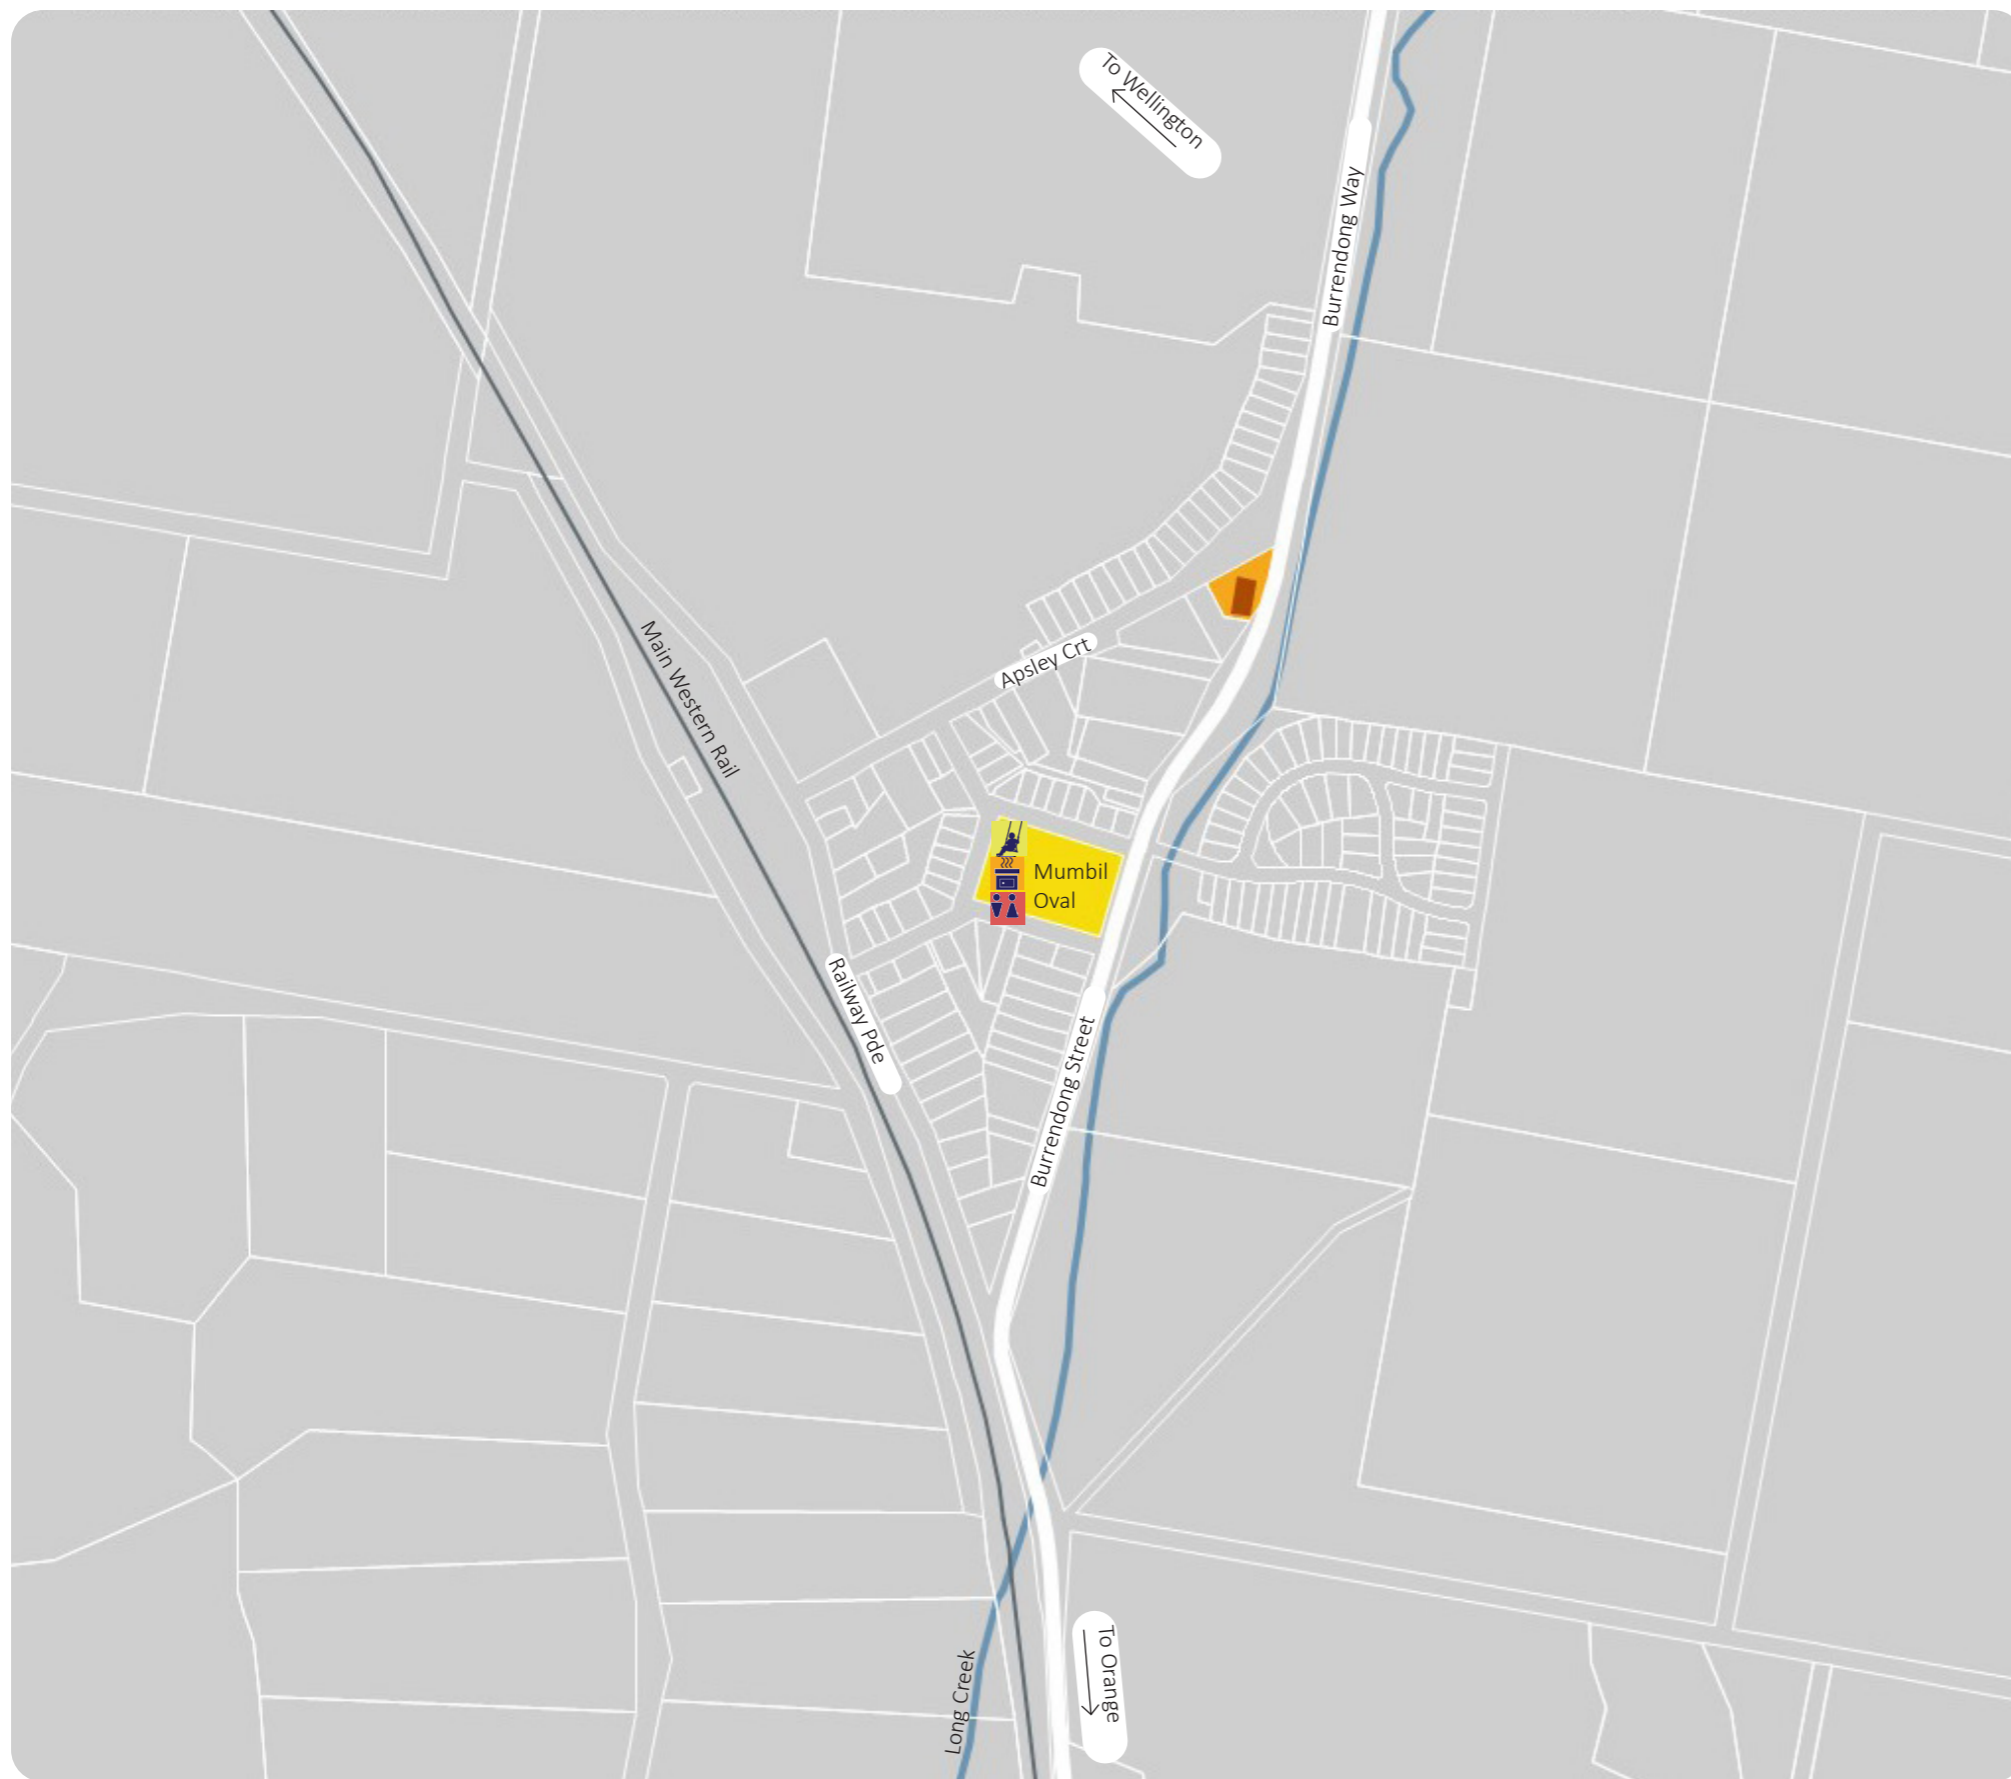 To Wellington
Burrendong Way
Main Western Rail
Apsley Crt
Mumbil
Oval
Railway Pde
Burrendong Street
To Orange
Long Creek